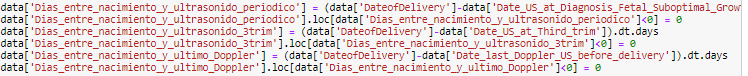 data['Dias_entre_nacimiento_y_ultrasonido_periodico'] = (data['DateofDelivery']-data['Date_US_at_Diagnosis_Fetal_Suboptimal_Grow
data['Dias_entre_nacimiento_y_ultrasonido_periodico'].loc[data['Dias_entre_nacimiento_y_ultrasonido_periodico']<0] = 0
data['Dias_entre_nacimiento_y_ultrasonido_3trim'] = (data['DateofDelivery']-data['Date_US_at_Third_trim']).dt.days
data['Dias_entre_nacimiento_y_ultrasonido_3trim'].loc[data['Dias_entre_nacimiento_y_ultrasonido_3trim']<0] = 0
data['Dias_entre_nacimiento_y_ultimo_Doppler'] = (data['DateofDelivery']-data['Date_last_Doppler_US_before_delivery']).dt.days
data['Dias_entre_nacimiento_y_ultimo_Doppler'].loc[data['Dias_entre_nacimiento_y_ultimo_Doppler']<0] = 0